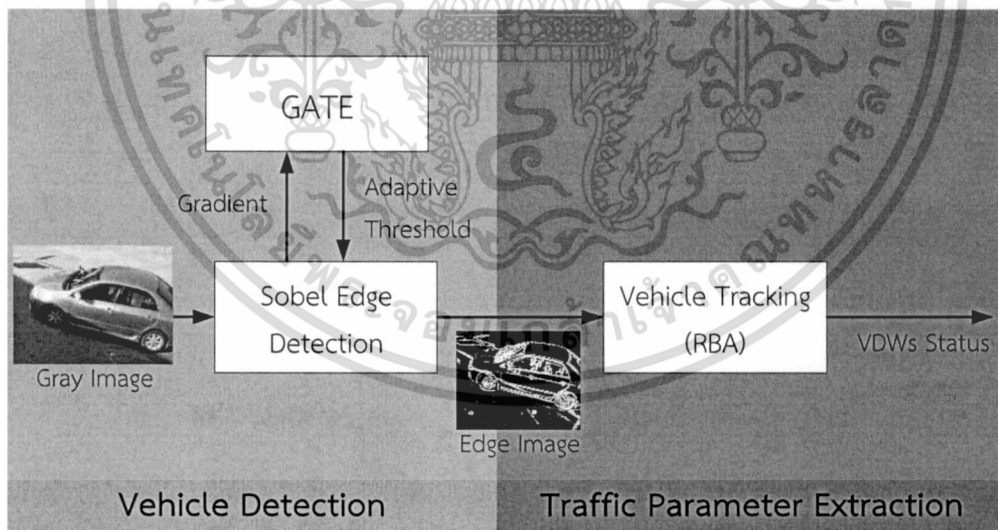 GATE
Gradient
Adaptive
Threshold
Sobel Edge
Detection
Vehicle Tracking
(RBA)
VDWs Status
Gray Image
Edge Image
Vehicle Detection
Traffic Parameter Extraction